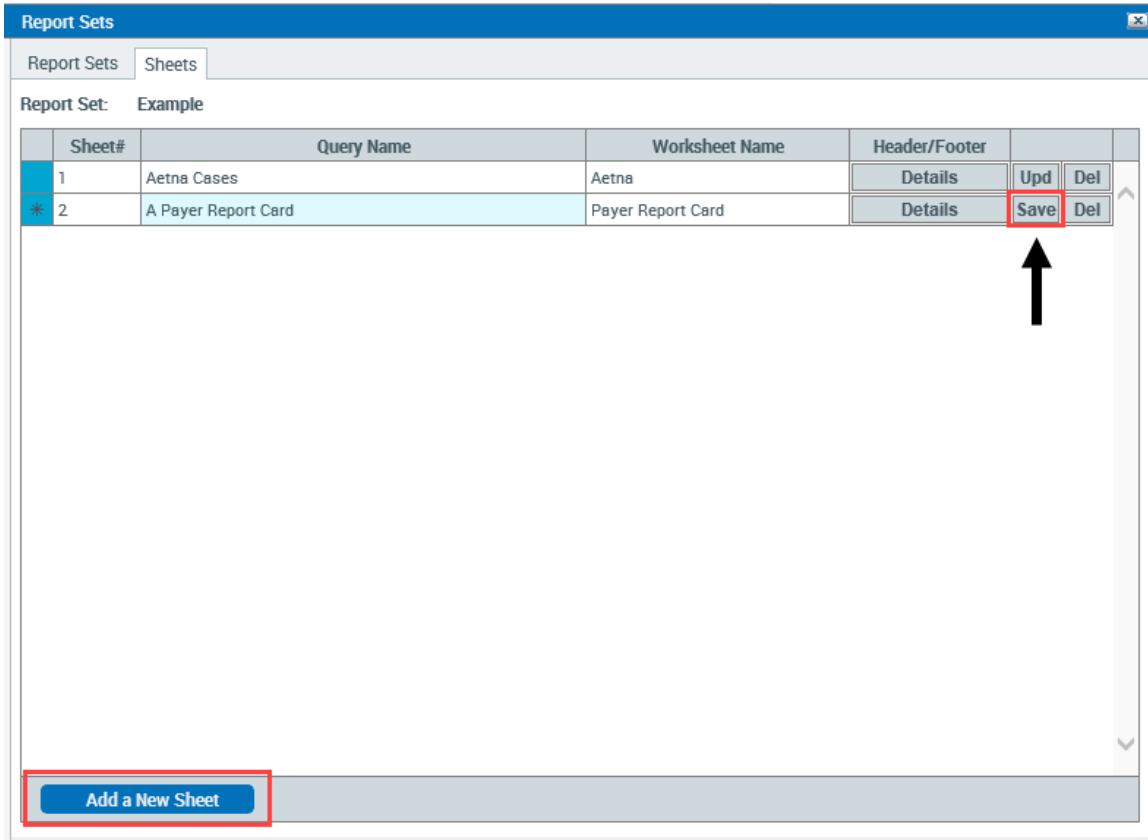 Report Sets
Report Sets Sheets
Report Set: Example
Sheet# Query Name Worksheet Name Header/Footer
1 Aetna Cases Aetna Details Upd Del
* 2 A Payer Report Card Payer Report Card Details Save Del
Add a New Sheet